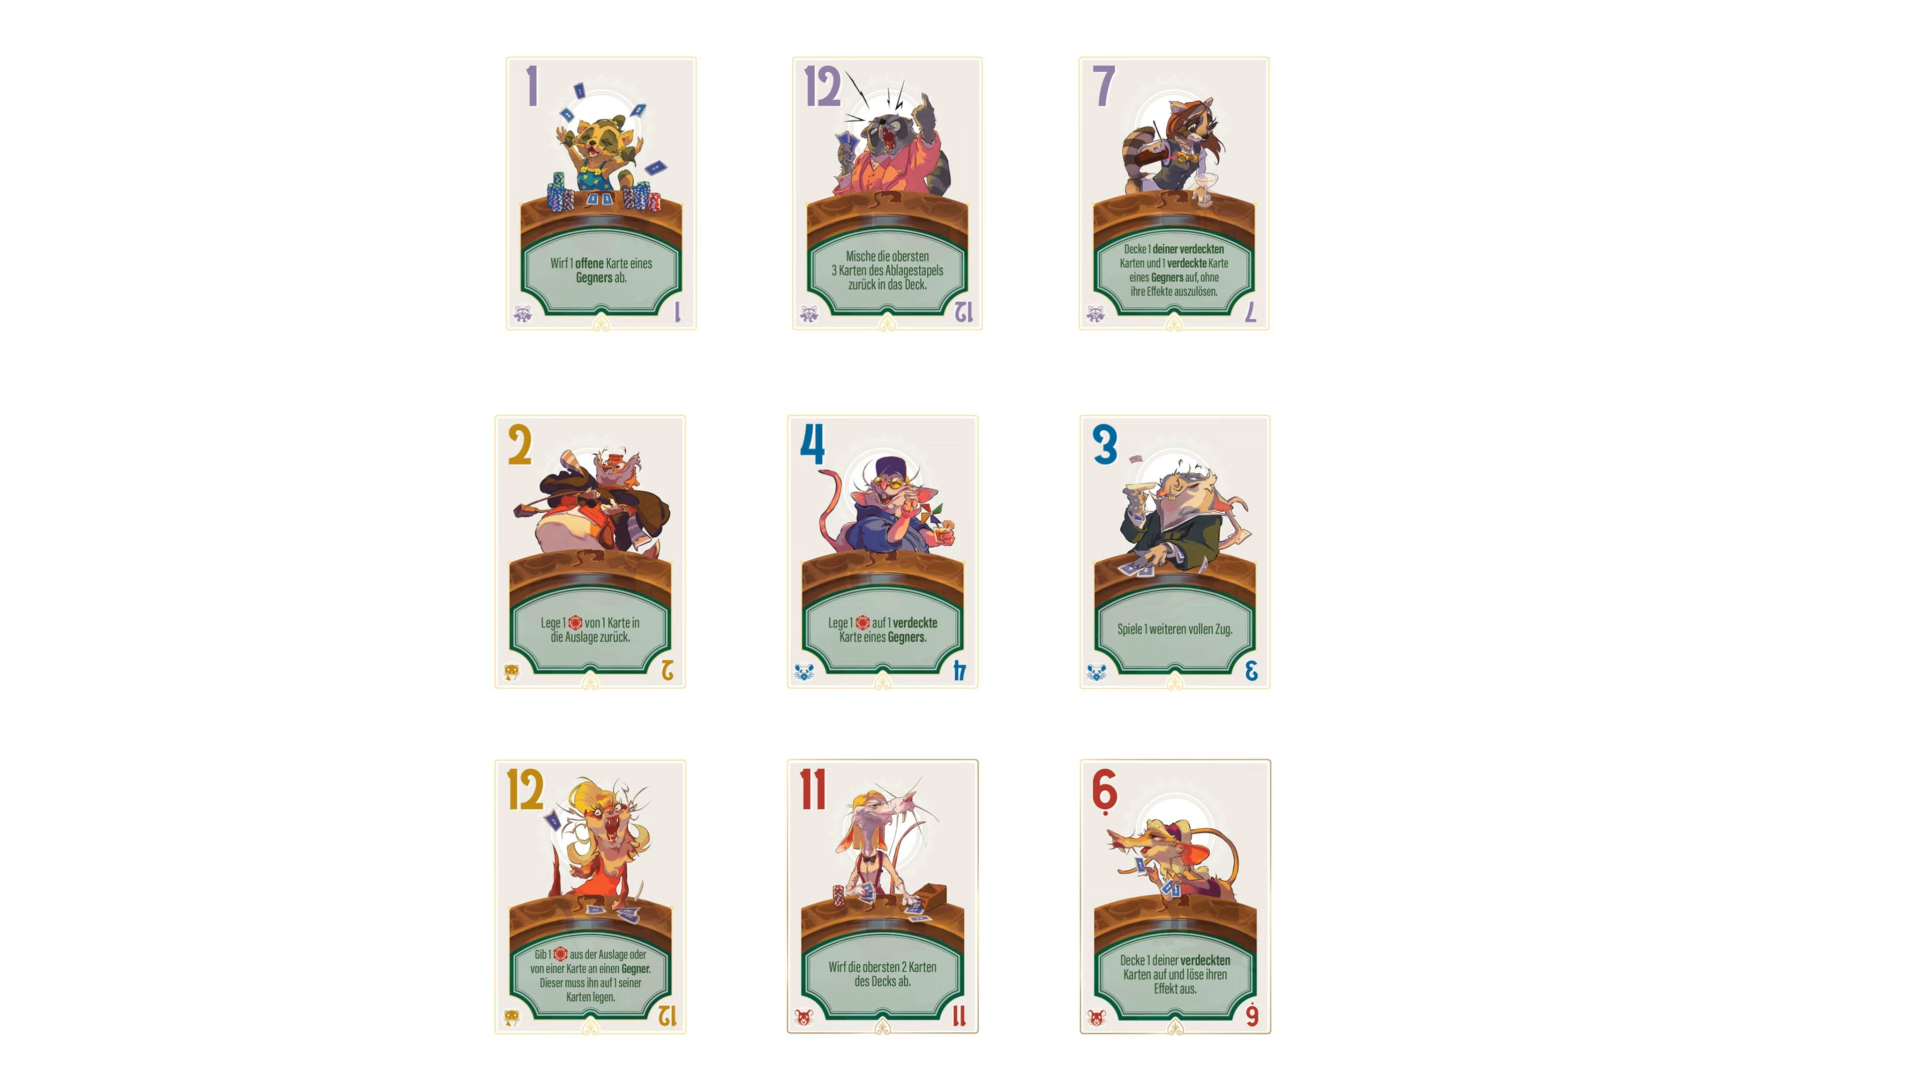 1
Wirf 1 offene Karte eines
Gegners ab.
1
12
Mische die obersten
3 Karten des Ablagestapels
zurück in das Deck.
12
7
Decke 1 deiner verdeckten
Karten und 1 verdeckte Karte
eines Gegners auf, ohne
ihre Effekte auszulösen.
7
2
Lege 1 von 1 Karte in
die Auslage zurück.
2
4
Lege 1 auf 1 verdeckte
Karte eines Gegners.
4
3
Spiele 1 weiteren vollen Zug.
3
12
Gib 1 aus der Auslage oder
von einer Karte an einen Gegner.
Dieser muss ihn auf 1 seiner
Karten legen.
12
11
Wirf die obersten 2 Karten
des Decks ab.
11
6
Decke 1 deiner verdeckten
Karten auf und löse ihren
Effekt aus.
6